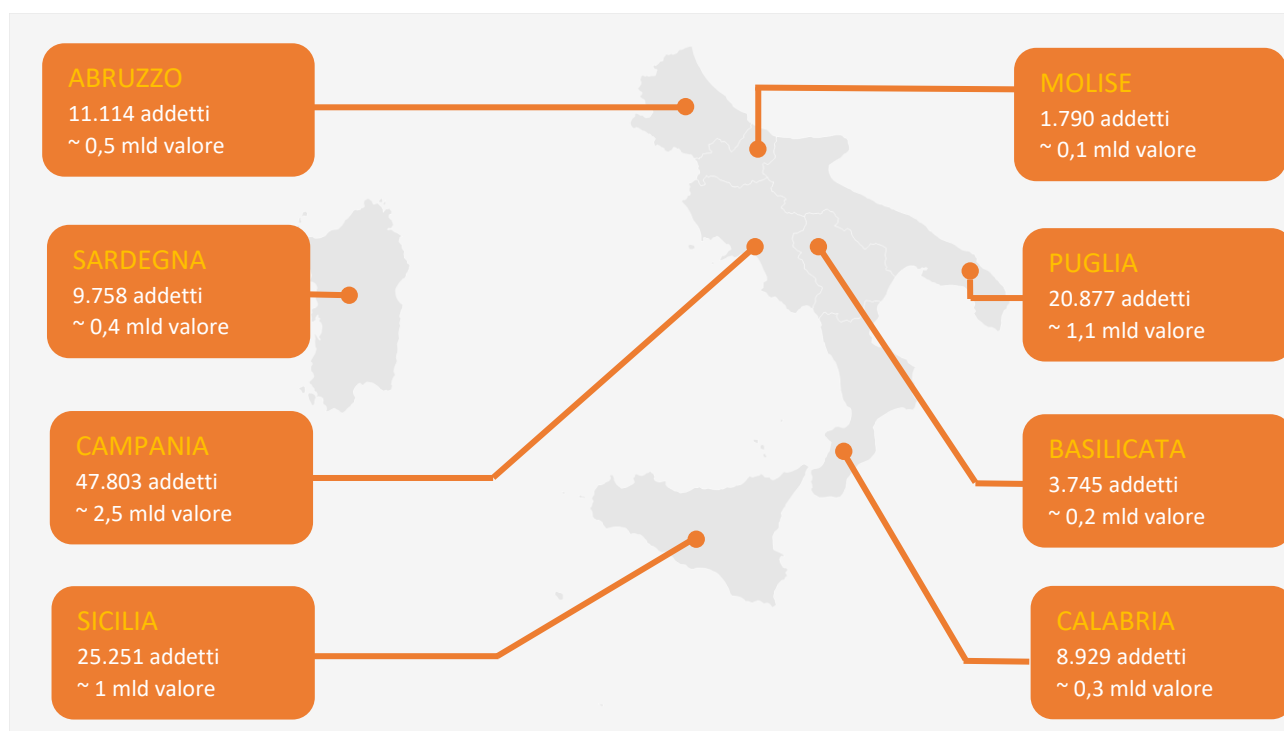 ABRUZZO
11.114 addetti
~ 0,5 mld valore
MOLISE
1.790 addetti
~ 0,1 mld valore
SARDEGNA
9.758 addetti
~ 0,4 mld valore
PUGLIA
20.877 addetti
~ 1,1 mld valore
CAMPANIA
47.803 addetti
~ 2,5 mld valore
BASILICATA
3.745 addetti
~ 0,2 mld valore
SICILIA
25.251 addetti
~ 1 mld valore
CALABRIA
8.929 addetti
~ 0,3 mld valore